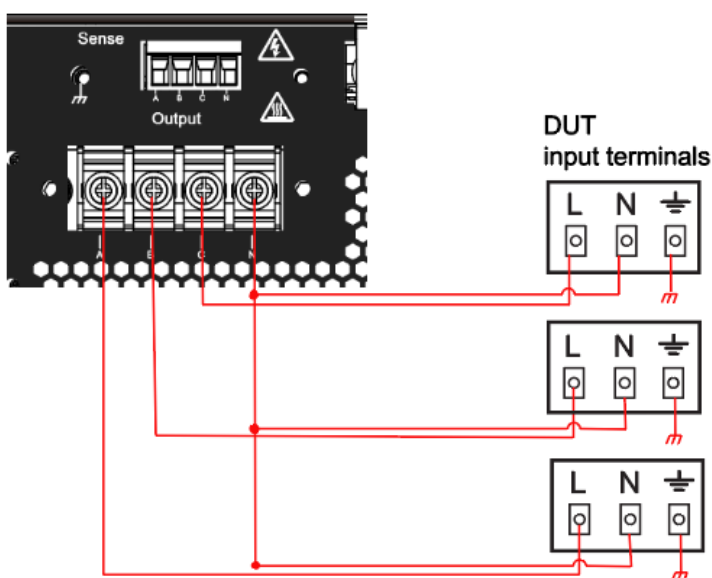 Sense
A B C N
Output
A B C N
DUT
input terminals
L N
L N
L N